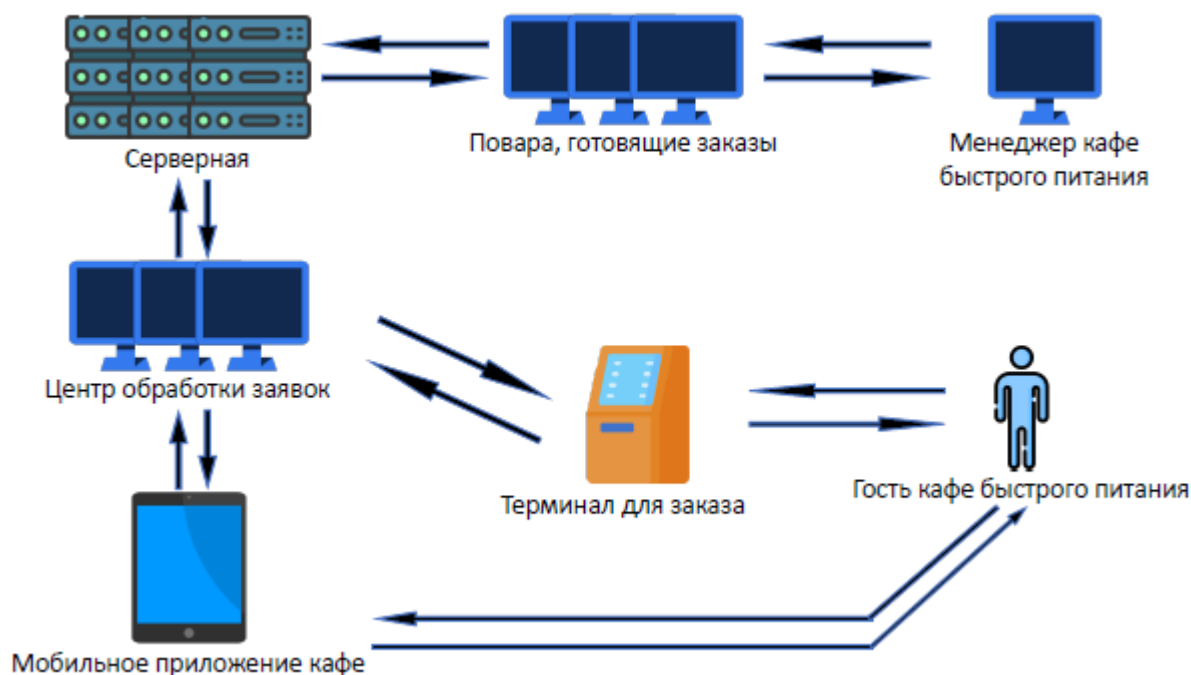 Серверная
Повара, готовящие заказы
Менеджер кафе
быстрого питания
Центр обработки заявок
Терминал для заказа
Гость кафе быстрого питания
Мобильное приложение кафе